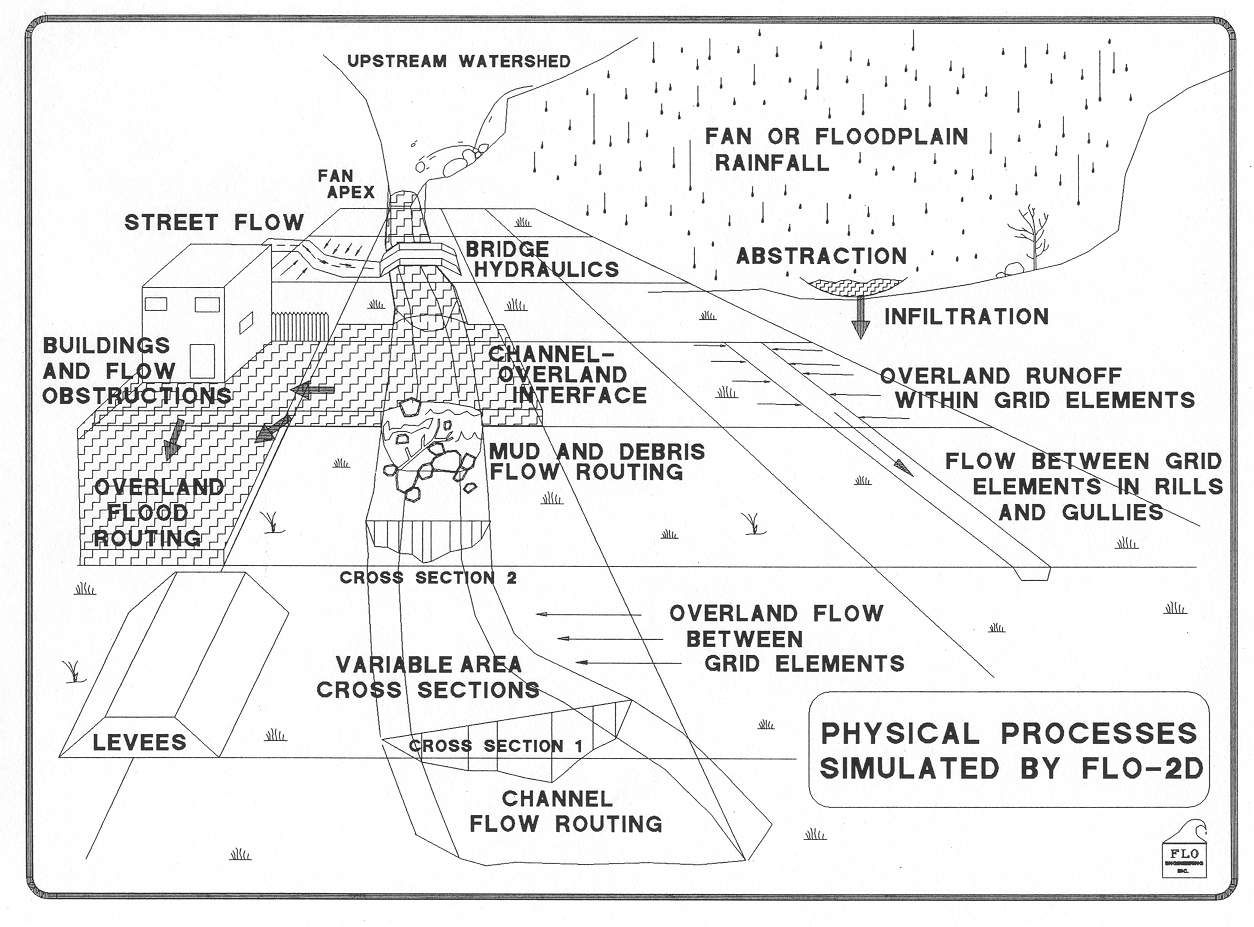 UPSTREAM WATERSHED
FAN OR FLOODPLAIN
RAINFALL
FAN
APEX
STREET FLOW
BRIDGE
HYDRAULICS
ABSTRACTION
INFILTRATION
BUILDINGS
AND FLOW
OBSTRUCTIONS
CHANNEL-
OVERLAND
INTERFACE
OVERLAND RUNOFF
WITHIN GRID ELEMENTS
MUD AND DEBRIS
FLOW ROUTING
FLOW BETWEEN GRID
ELEMENTS IN RILLS
AND GULLIES
OVERLAND
FLOOD
ROUTING
CROSS SECTION 2
OVERLAND FLOW
BETWEEN
GRID ELEMENTS
VARIABLE AREA
CROSS SECTIONS
LEVEES
CROSS SECTION 1
PHYSICAL PROCESSES
SIMULATED BY FLO-2D
CHANNEL
FLOW ROUTING
FLO
ENGINEERING
INC.